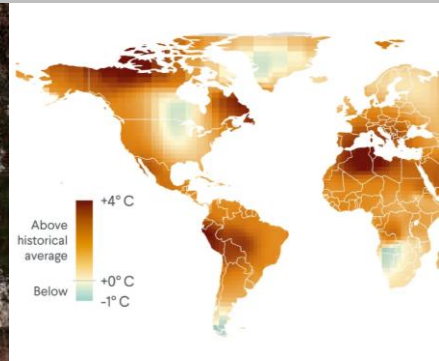 +4° C
Above
historical
average
+0° C
Below
-1° C